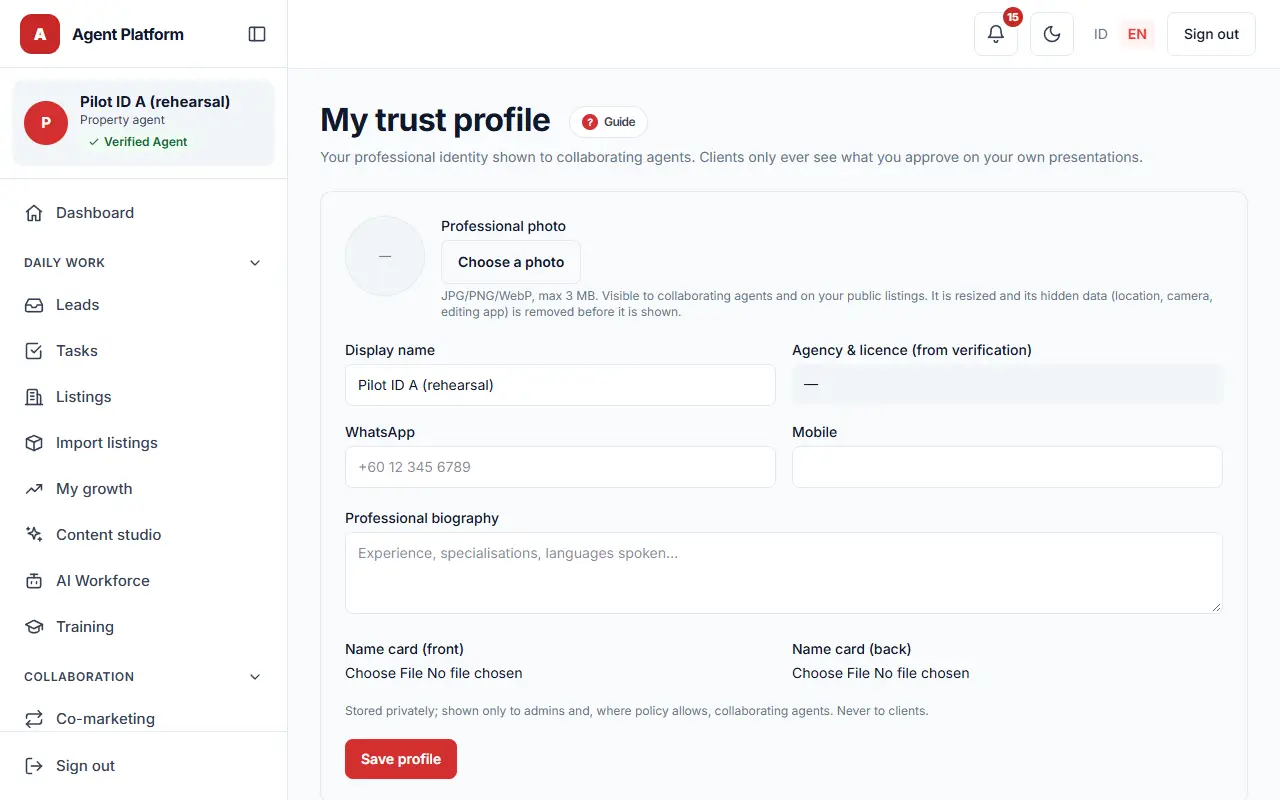 A
Agent Platform
15
ID
EN
Sign out
P
Pilot ID A (rehearsal)
Property agent
Verified Agent
Dashboard
DAILY WORK
Leads
Tasks
Listings
Import listings
My growth
Content studio
AI Workforce
Training
COLLABORATION
Co-marketing
Sign out
My trust profile
? Guide
Your professional identity shown to collaborating agents. Clients only ever see what you approve on your own presentations.
—
Professional photo
Choose a photo
JPG/PNG/WebP, max 3 MB. Visible to collaborating agents and on your public listings. It is resized and its hidden data (location, camera,
editing app) is removed before it is shown.
Display name
Pilot ID A (rehearsal)
Agency & licence (from verification)
—
WhatsApp
+60 12 345 6789
Mobile
Professional biography
Experience, specialisations, languages spoken...
Name card (front)
Choose File No file chosen
Name card (back)
Choose File No file chosen
Stored privately; shown only to admins and, where policy allows, collaborating agents. Never to clients.
Save profile